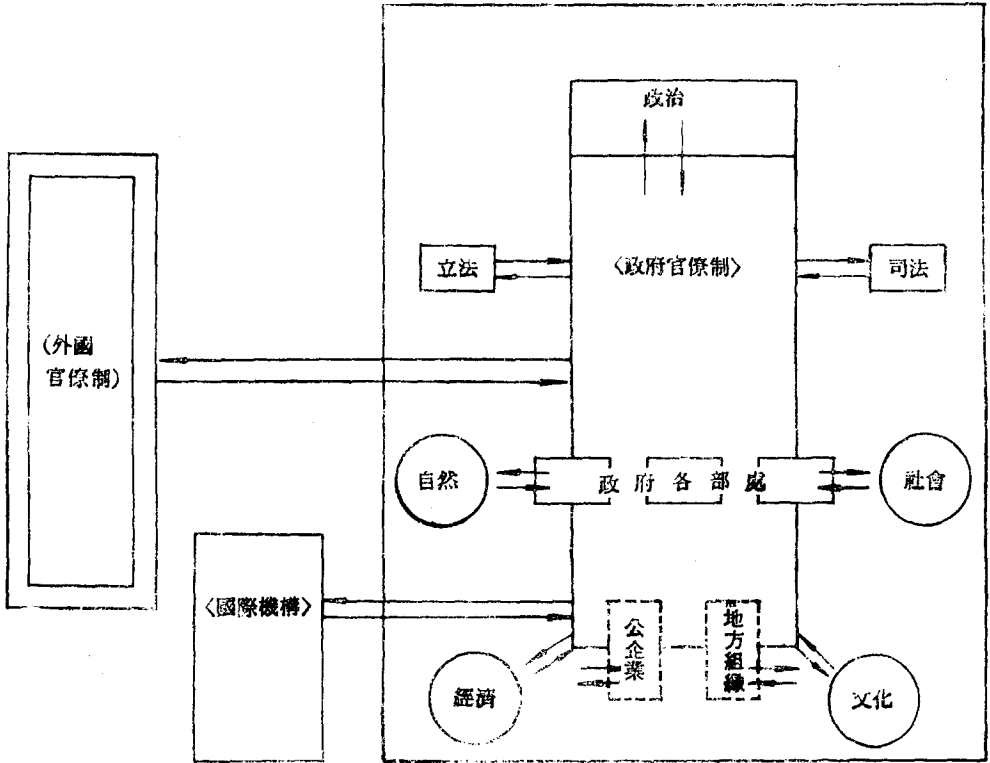 政治
立法
〈政府官僚制〉
司法
(外國
官僚制)
自然
政府各部處
社會
〈國際機構〉
公企業
地方組織
經濟
文化